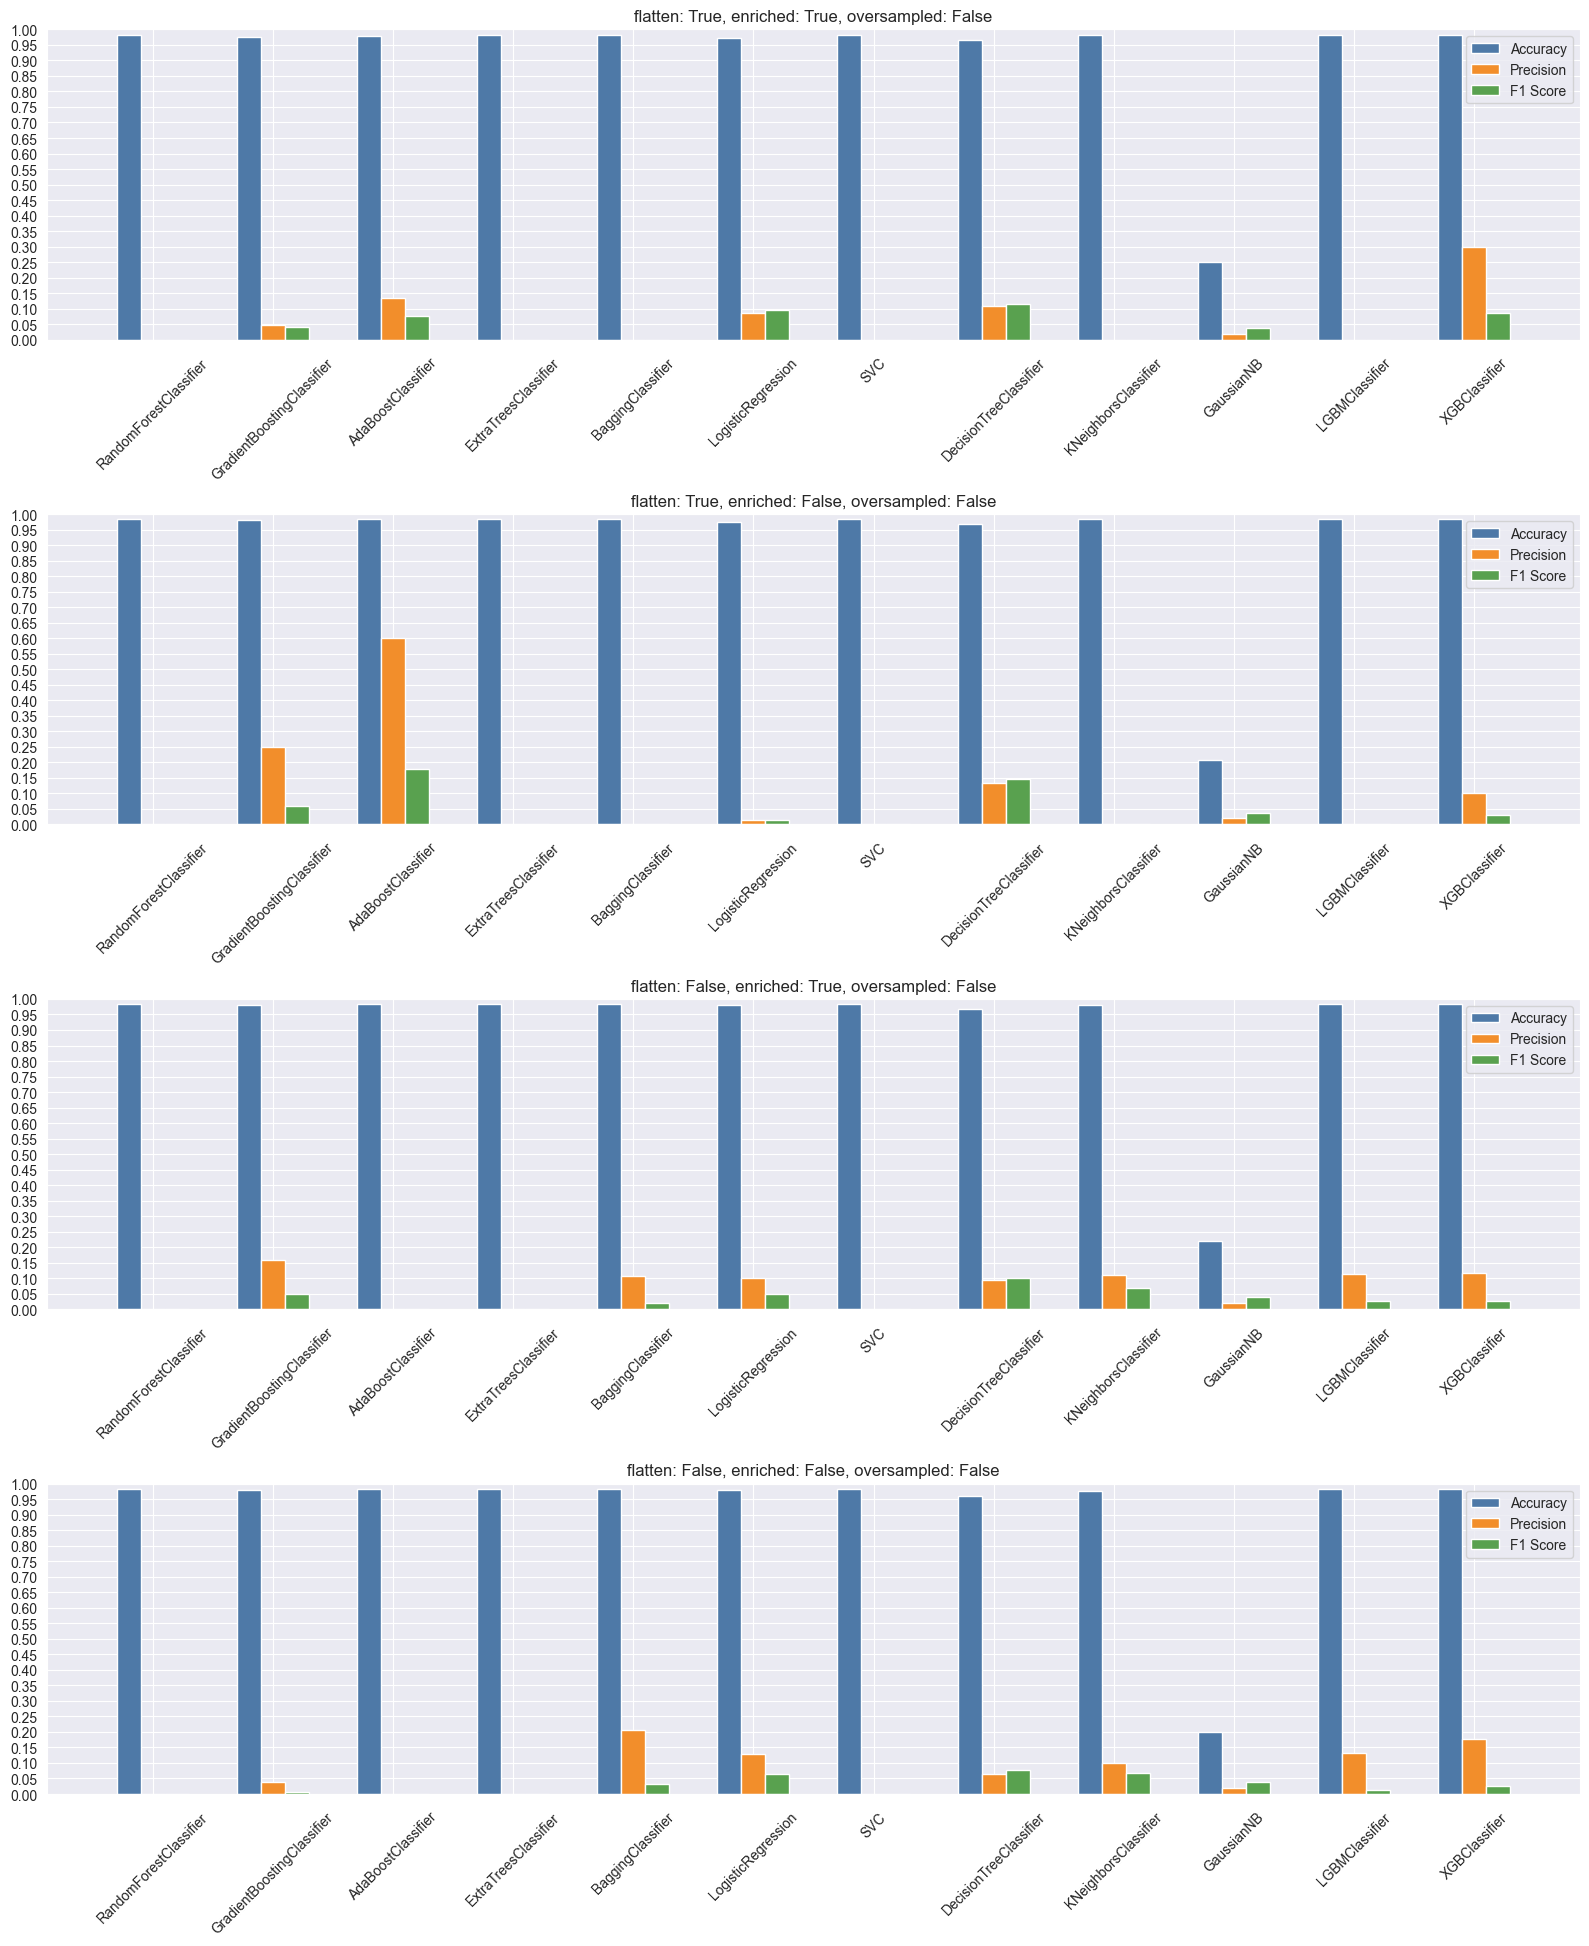 flatten: True, enriched: True, oversampled: False
1.00
0.95
0.90
0.85
0.80
0.75
0.70
0.65
0.60
0.55
0.50
0.45
0.40
0.35
0.30
0.25
0.20
0.15
0.10
0.05
0.00
Accuracy
Precision
F1 Score
RandomForestClassifier
GradientBoostingClassifier
AdaBoostClassifier
ExtraTreesClassifier
BaggingClassifier
LogisticRegression
SVC
DecisionTreeClassifier
KNeighborsClassifier
GaussianNB
LGBMClassifier
XGBClassifier
flatten: True, enriched: False, oversampled: False
1.00
0.95
0.90
0.85
0.80
0.75
0.70
0.65
0.60
0.55
0.50
0.45
0.40
0.35
0.30
0.25
0.20
0.15
0.10
0.05
0.00
Accuracy
Precision
F1 Score
RandomForestClassifier
GradientBoostingClassifier
AdaBoostClassifier
ExtraTreesClassifier
BaggingClassifier
LogisticRegression
SVC
DecisionTreeClassifier
KNeighborsClassifier
GaussianNB
LGBMClassifier
XGBClassifier
flatten: False, enriched: True, oversampled: False
1.00
0.95
0.90
0.85
0.80
0.75
0.70
0.65
0.60
0.55
0.50
0.45
0.40
0.35
0.30
0.25
0.20
0.15
0.10
0.05
0.00
Accuracy
Precision
F1 Score
RandomForestClassifier
GradientBoostingClassifier
AdaBoostClassifier
ExtraTreesClassifier
BaggingClassifier
LogisticRegression
SVC
DecisionTreeClassifier
KNeighborsClassifier
GaussianNB
LGBMClassifier
XGBClassifier
flatten: False, enriched: False, oversampled: False
1.00
0.95
0.90
0.85
0.80
0.75
0.70
0.65
0.60
0.55
0.50
0.45
0.40
0.35
0.30
0.25
0.20
0.15
0.10
0.05
0.00
Accuracy
Precision
F1 Score
RandomForestClassifier
GradientBoostingClassifier
AdaBoostClassifier
ExtraTreesClassifier
BaggingClassifier
LogisticRegression
SVC
DecisionTreeClassifier
KNeighborsClassifier
GaussianNB
LGBMClassifier
XGBClassifier